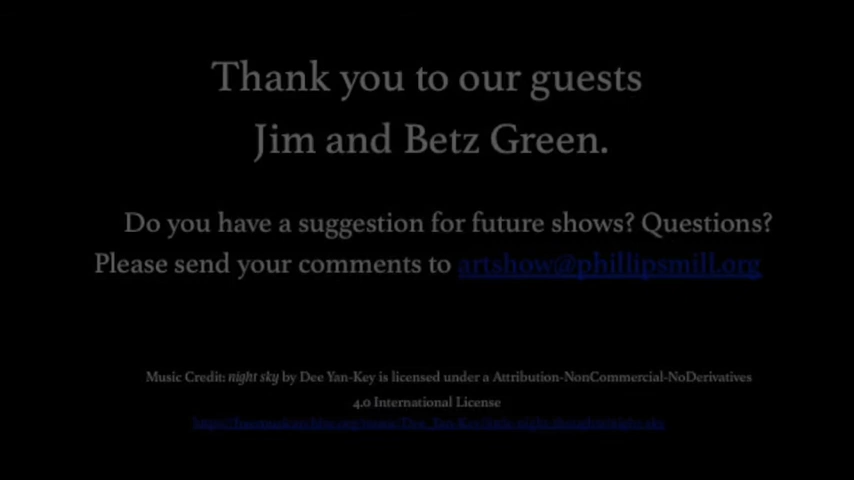 Thank you to our guests
Jim and Betz Green.
Do you have a suggestion for future shows? Questions?
Please send your comments to artshow@phillipsmill.org
Music Credit: night sky by Dee Yan-Key is licensed under a Attribution-NonCommercial-NoDerivatives
4.0 International License